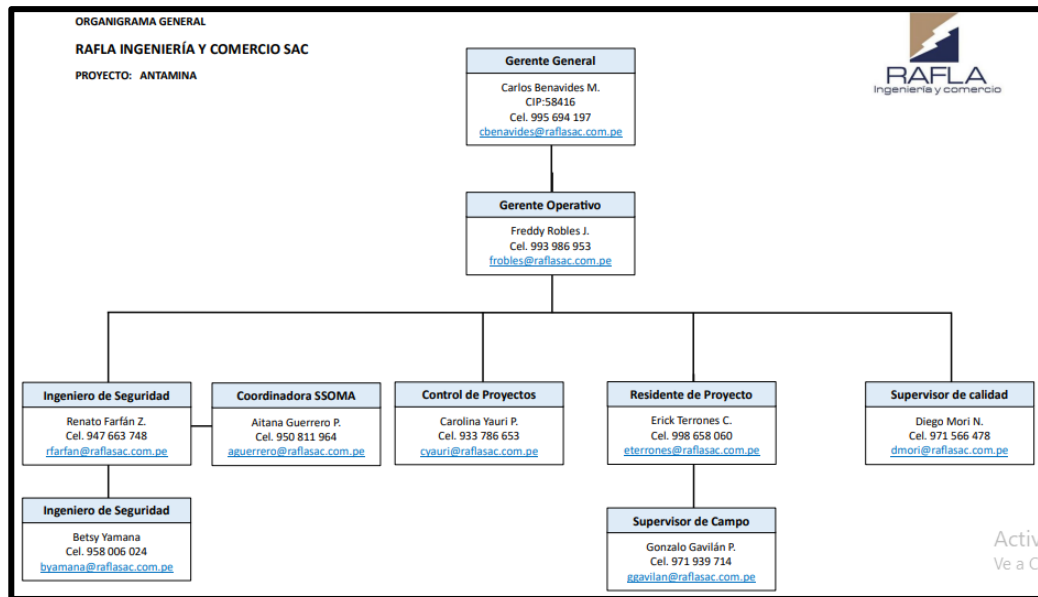 ORGANIGRAMA GENERAL
RAFLA INGENIERÍA Y COMERCIO SAC
PROYECTO: ANTAMINA
RAFLA
Ingeniería y comercio
Gerente General
Carlos Benavides M.
CIP:58416
Cel. 995 694 197
cbenavides@raflasac.com.pe
Gerente Operativo
Freddy Robles J.
Cel. 993 986 953
frobles@raflasac.com.pe
Ingeniero de Seguridad
Renato Farfán Z.
Cel. 947 663 748
rfarfan@raflasac.com.pe
Coordinadora SSOMA
Aitana Guerrero P.
Cel. 950 811 964
aguerrero@raflasac.com.pe
Control de Proyectos
Carolina Yauri P.
Cel. 933 786 653
cyauri@raflasac.com.pe
Residente de Proyecto
Erick Terrones C.
Cel. 998 658 060
eterrones@raflasac.com.pe
Supervisor de calidad
Diego Mori N.
Cel. 971 566 478
dmori@raflasac.com.pe
Ingeniero de Seguridad
Betsy Yamana
Cel. 958 006 024
byamana@raflasac.com.pe
Supervisor de Campo
Gonzalo Gavilán P.
Cel. 971 939 714
ggavilan@raflasac.com.pe
Activ
Ve a C